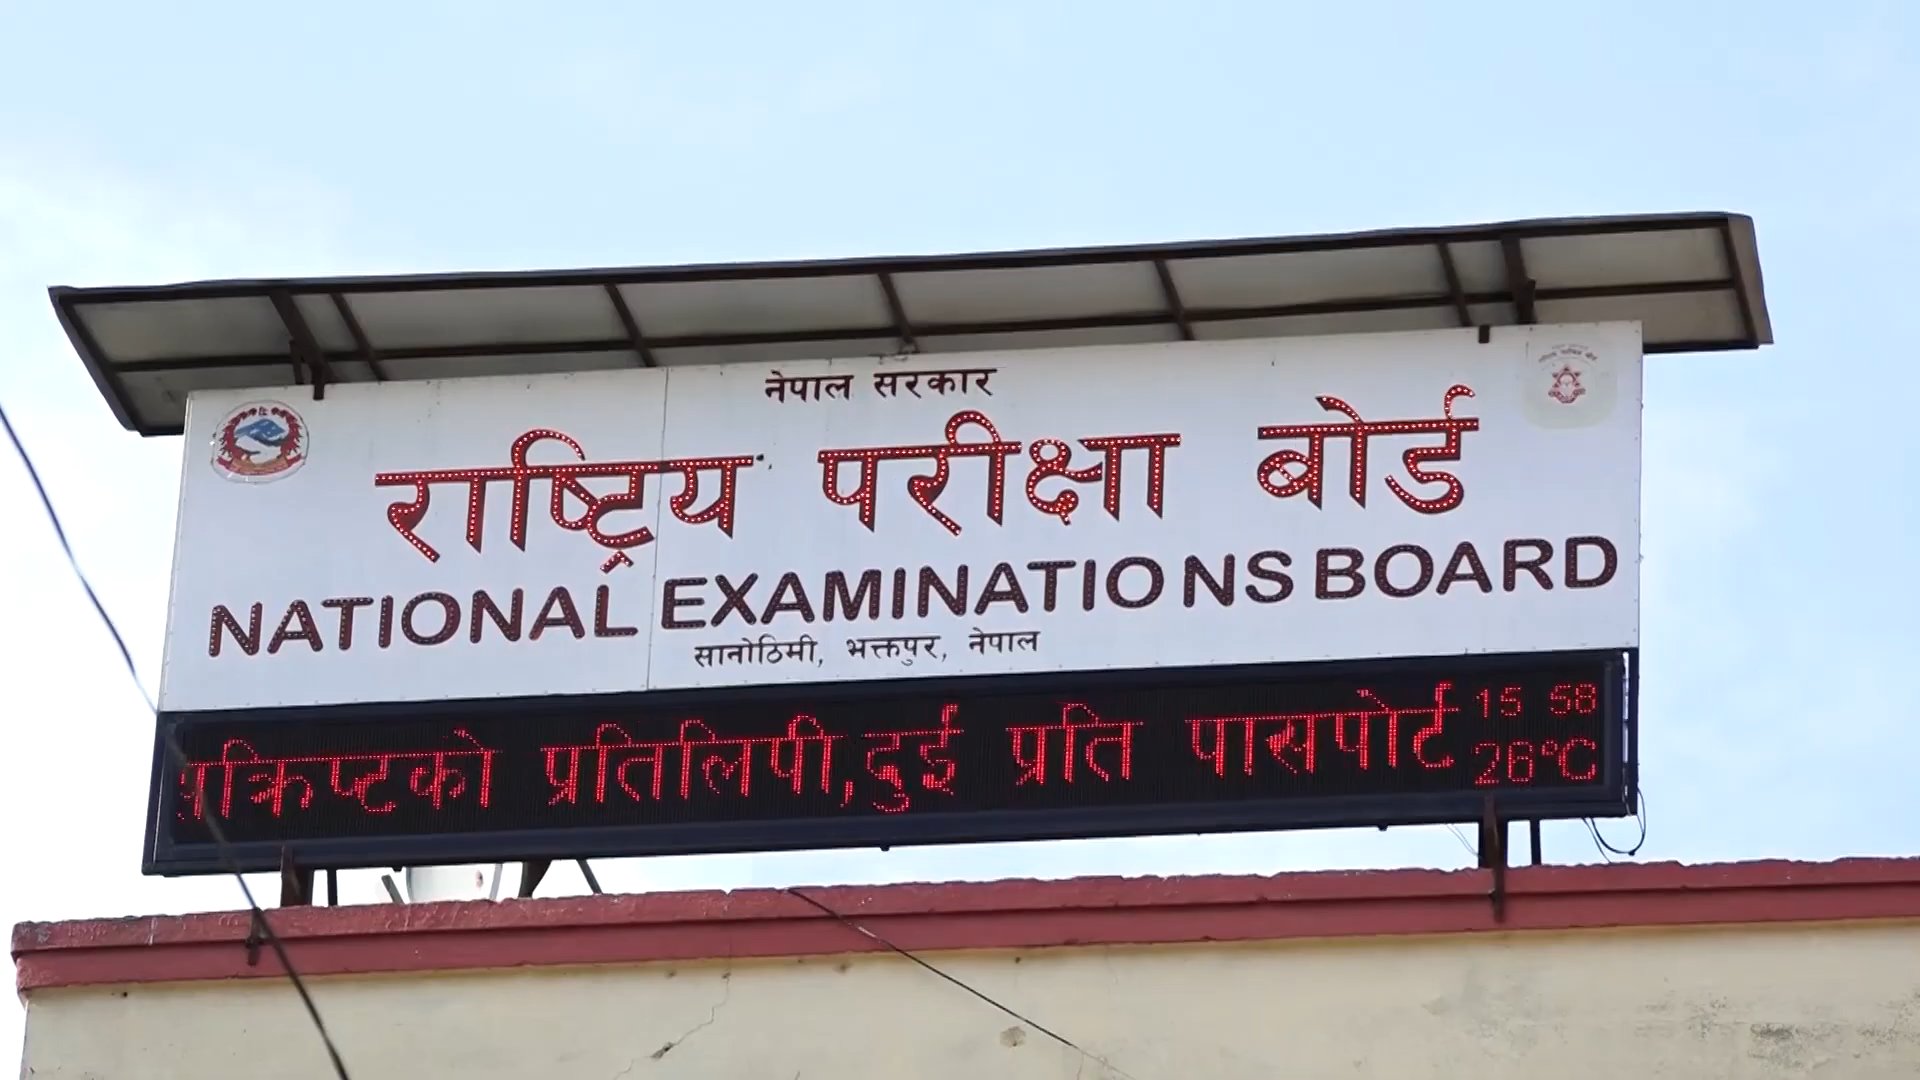 नेपाल सरकार
राष्ट्रिय परीक्षा बोर्ड
NATIONAL EXAMINATIONS BOARD
सानोठिमी, भक्तपुर, नेपाल
प्रतिलिपी,दुई प्रति पासपोर्ट
15 58
26°C